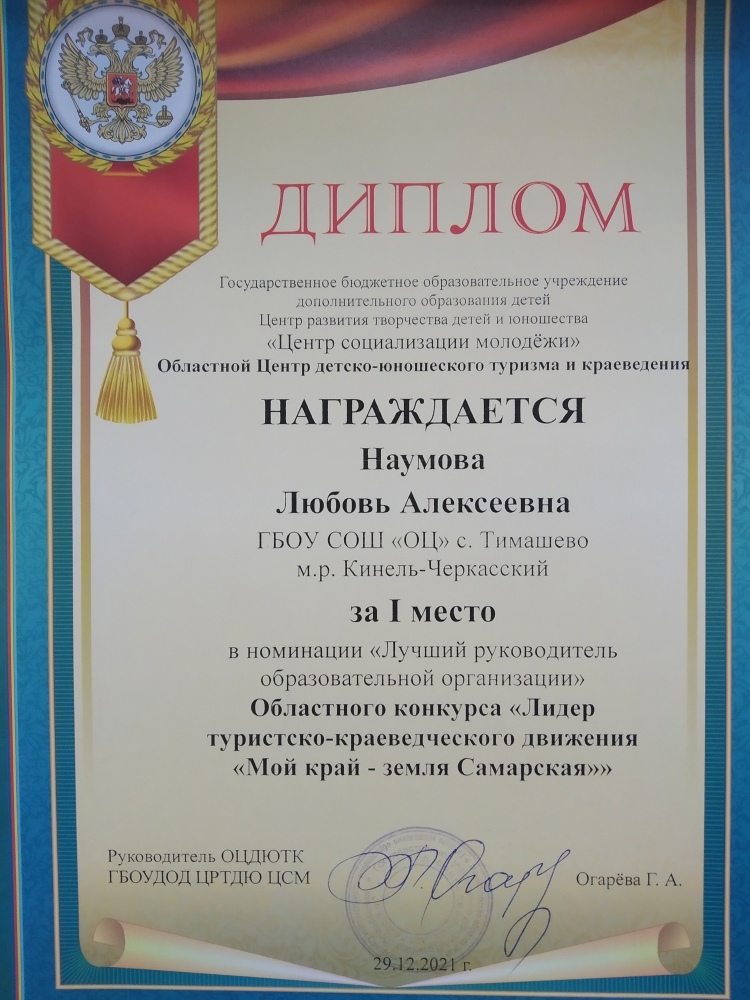 ДИПЛОМ
Государственное бюджетное образовательное учреждение
дополнительного образования детей
Центр развития творчества детей и юношества
«Центр социализации молодёжи»
Областной Центр детско-юношеского туризма и краеведения
НАГРАЖДАЕТСЯ
Наумова
Любовь Алексеевна
ГБОУ СОШ «ОЦ» с. Тимашево
м.р. Кинель-Черкасский
за I место
в номинации «Лучший руководитель
образовательной организации»
Областного конкурса «Лидер
туристско-краеведческого движения
«Мой край - земля Самарская»»
Руководитель ОЦДЮТК
ГБОУДОД ЦРТДЮ ЦСМ
Огарёва Г. А.
29.12.2021 г.